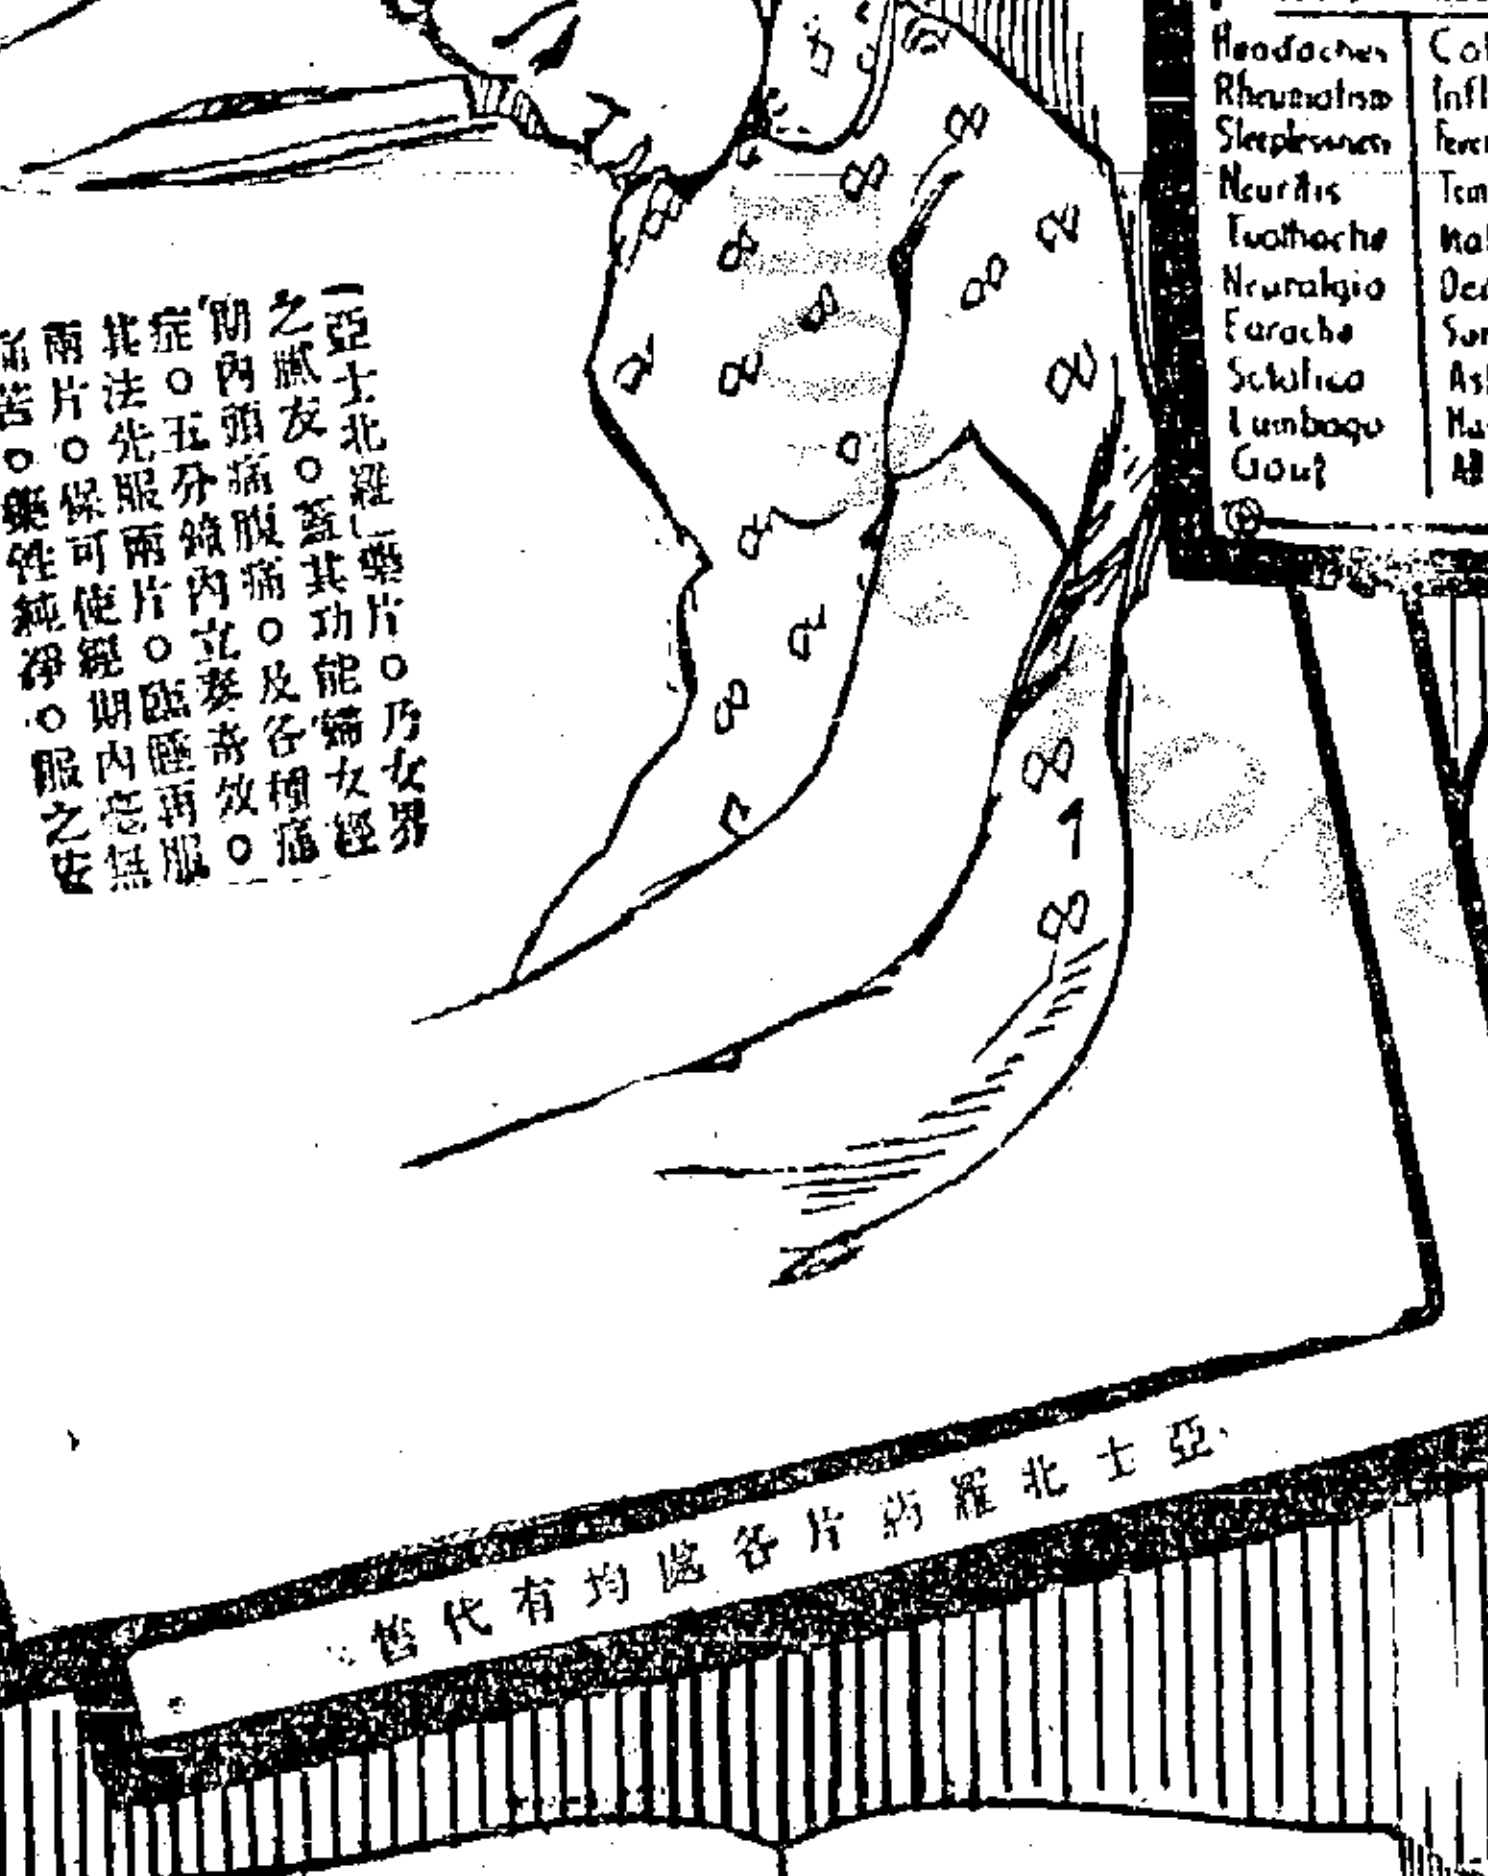 「亞士北羅」藥片○乃女界
之膩友○蓋其功能婦女經
期內頭痛腹痛○及各種痛
症○五分鐘內立奏奇效○
其法先服兩片○臨睡再服
兩片○保可使經期內毫無
痛苦○藥性純淨○服之安
Headaches
Rheumatism
Sleeplessness
Neuritis
Toothache
Neuralgia
Earache
Sciatica
Lumbago
Gout
亞士北羅葯片各處均有代售